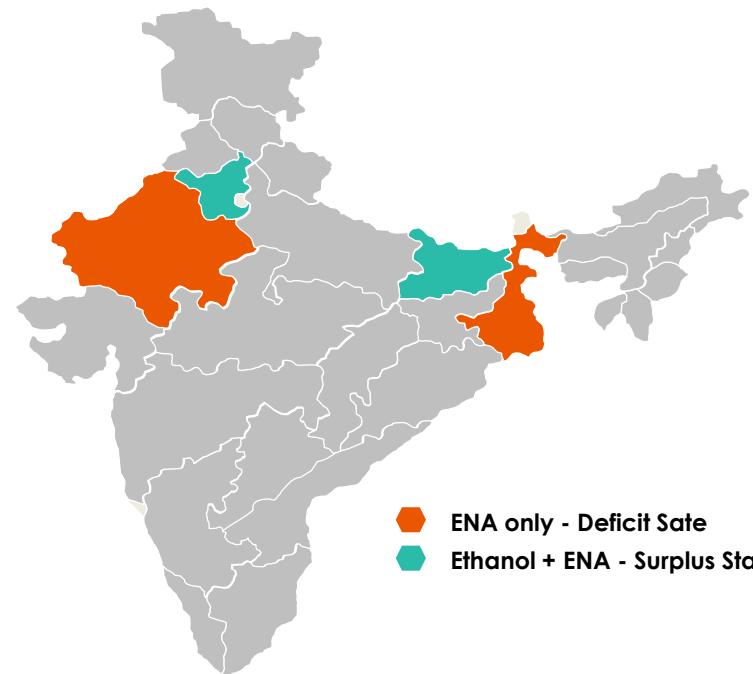 ENA only - Deficit Sate
Ethanol + ENA - Surplus Sta